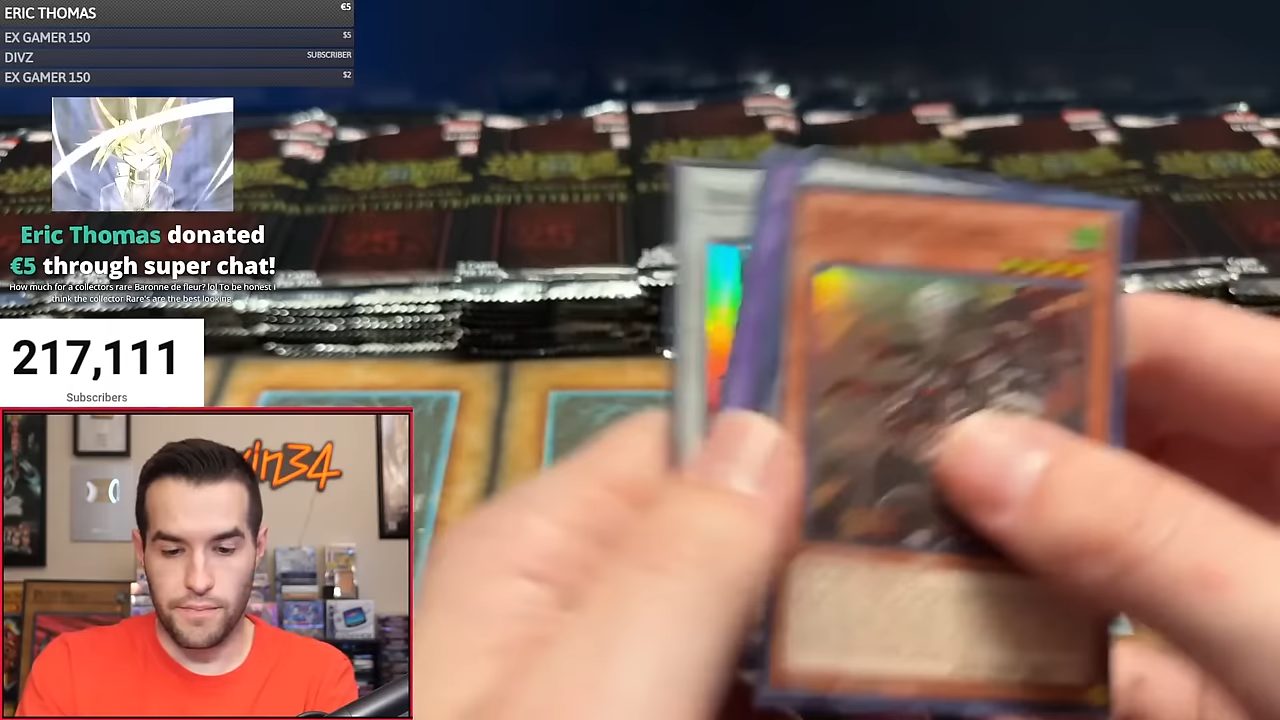 ERIC THOMAS €5
EX GAMER 150 $5
DIVZ SUBSCRIBER
EX GAMER 150 $2
Eric Thomas donated
€5 through super chat!
How much for a collectors rare Baronne de fleur? lol To be honest i
think the collector Rare's are the best looking
217,111
Subscribers
in34